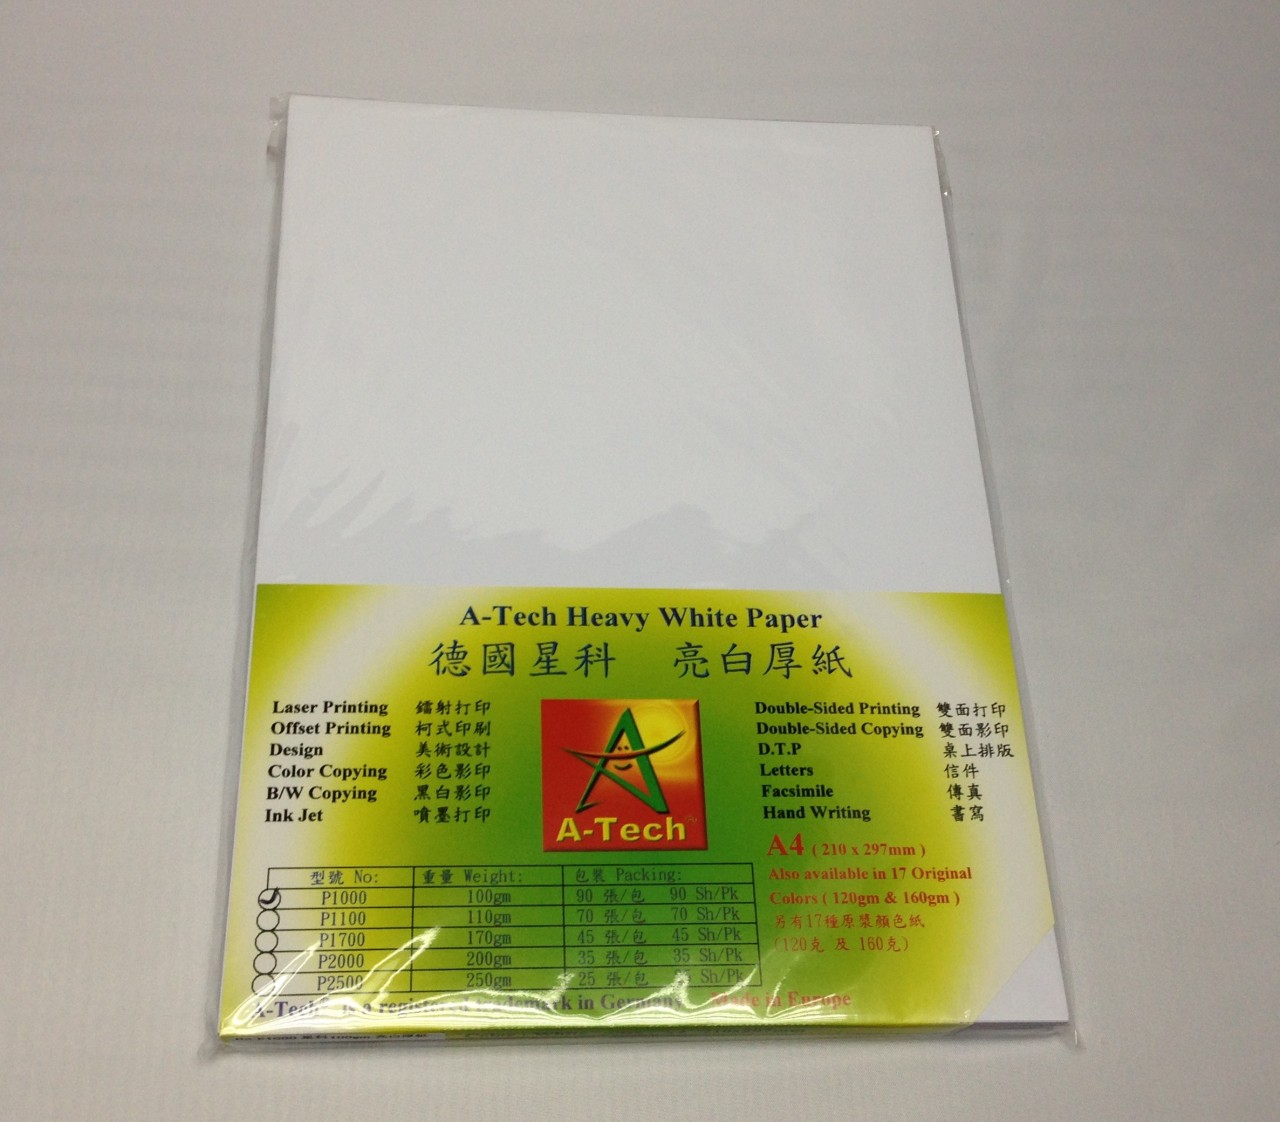 A-Tech Heavy White Paper
德國星科 亮白厚紙
Laser Printing 鐳射打印
Offset Printing 柯式印刷
Design 美術設計
Color Copying 彩色影印
B/W Copying 黑白影印
Ink Jet 噴墨打印
A-Tech
Double-Sided Printing 雙面打印
Double-Sided Copying 雙面影印
D.T.P 桌上排版
Letters 信件
Facsimile 傳真
Hand Writing 書寫
A4 ( 210 x 297mm )
Also available in 17 Original
Colors ( 120gm & 160gm )
另有17種原漿顏色紙
(120克 及 160克)
型號 No: 重量 Weight: 包裝 Packing:
P1000 100gm 90 張/包 90 Sh/Pk
P1100 110gm 70 張/包 70 Sh/Pk
P1700 170gm 45 張/包 45 Sh/Pk
P2000 200gm 35 張/包 35 Sh/Pk
P2500 250gm 25 張/包 Sh/Pk
A-Tech® is a registered trademark in Germany Made in Europe